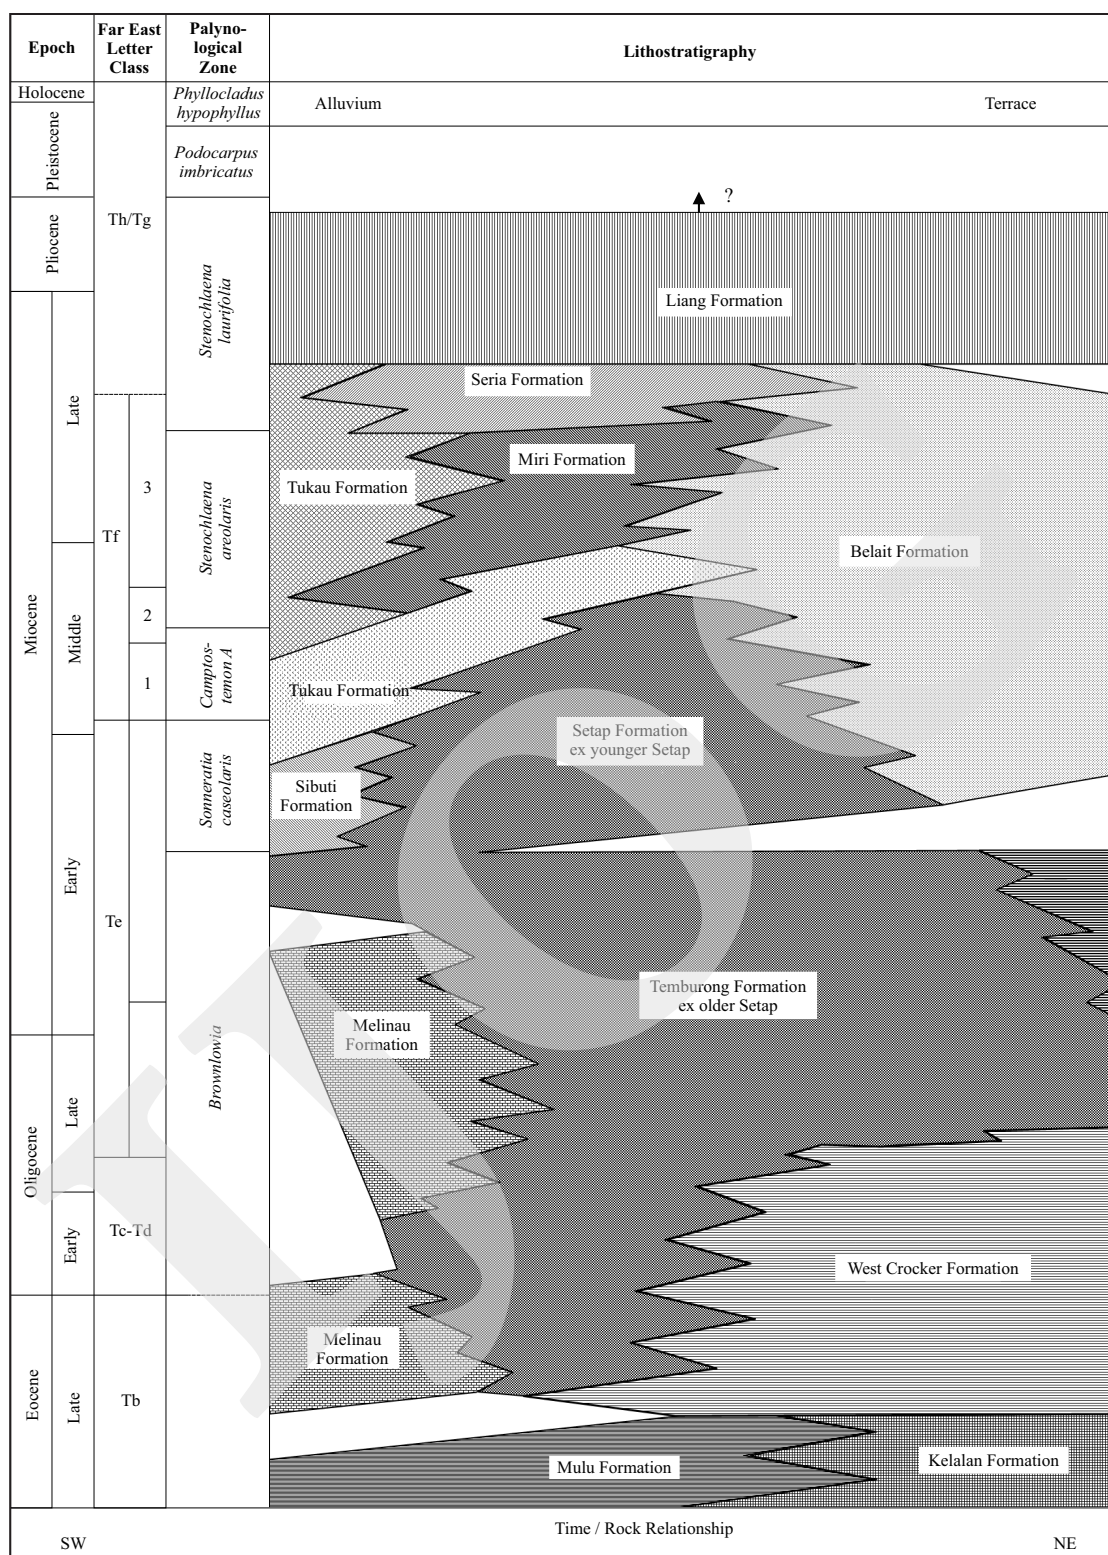 Epoch
Far East
Letter
Class
Palyno-
logical
Zone
Lithostratigraphy
Holocene
Phyllocladus
hypophyllus
Alluvium
Terrace
Pleistocene
Podocarpus
imbricatus
?
Th/Tg
Pliocene
Stenochlaena
laurifolia
Liang Formation
Seria Formation
Late
Miri Formation
3
Tukau Formation
Tf
Stenochlaena
areolaris
Belait Formation
2
Miocene
Middle
1
Camptos-
temon A
Tukau Formation
Setap Formation
ex younger Setap
Sonneratia
caseolaris
Sibuti
Formation
Early
Te
Temburong Formation
ex older Setap
Melinau
Formation
Brownlowia
Late
Oligocene
Tc-Td
Early
West Crocker Formation
Melinau
Formation
Eocene
Late
Tb
Kelalan Formation
Mulu Formation
Time / Rock Relationship
SW
NE